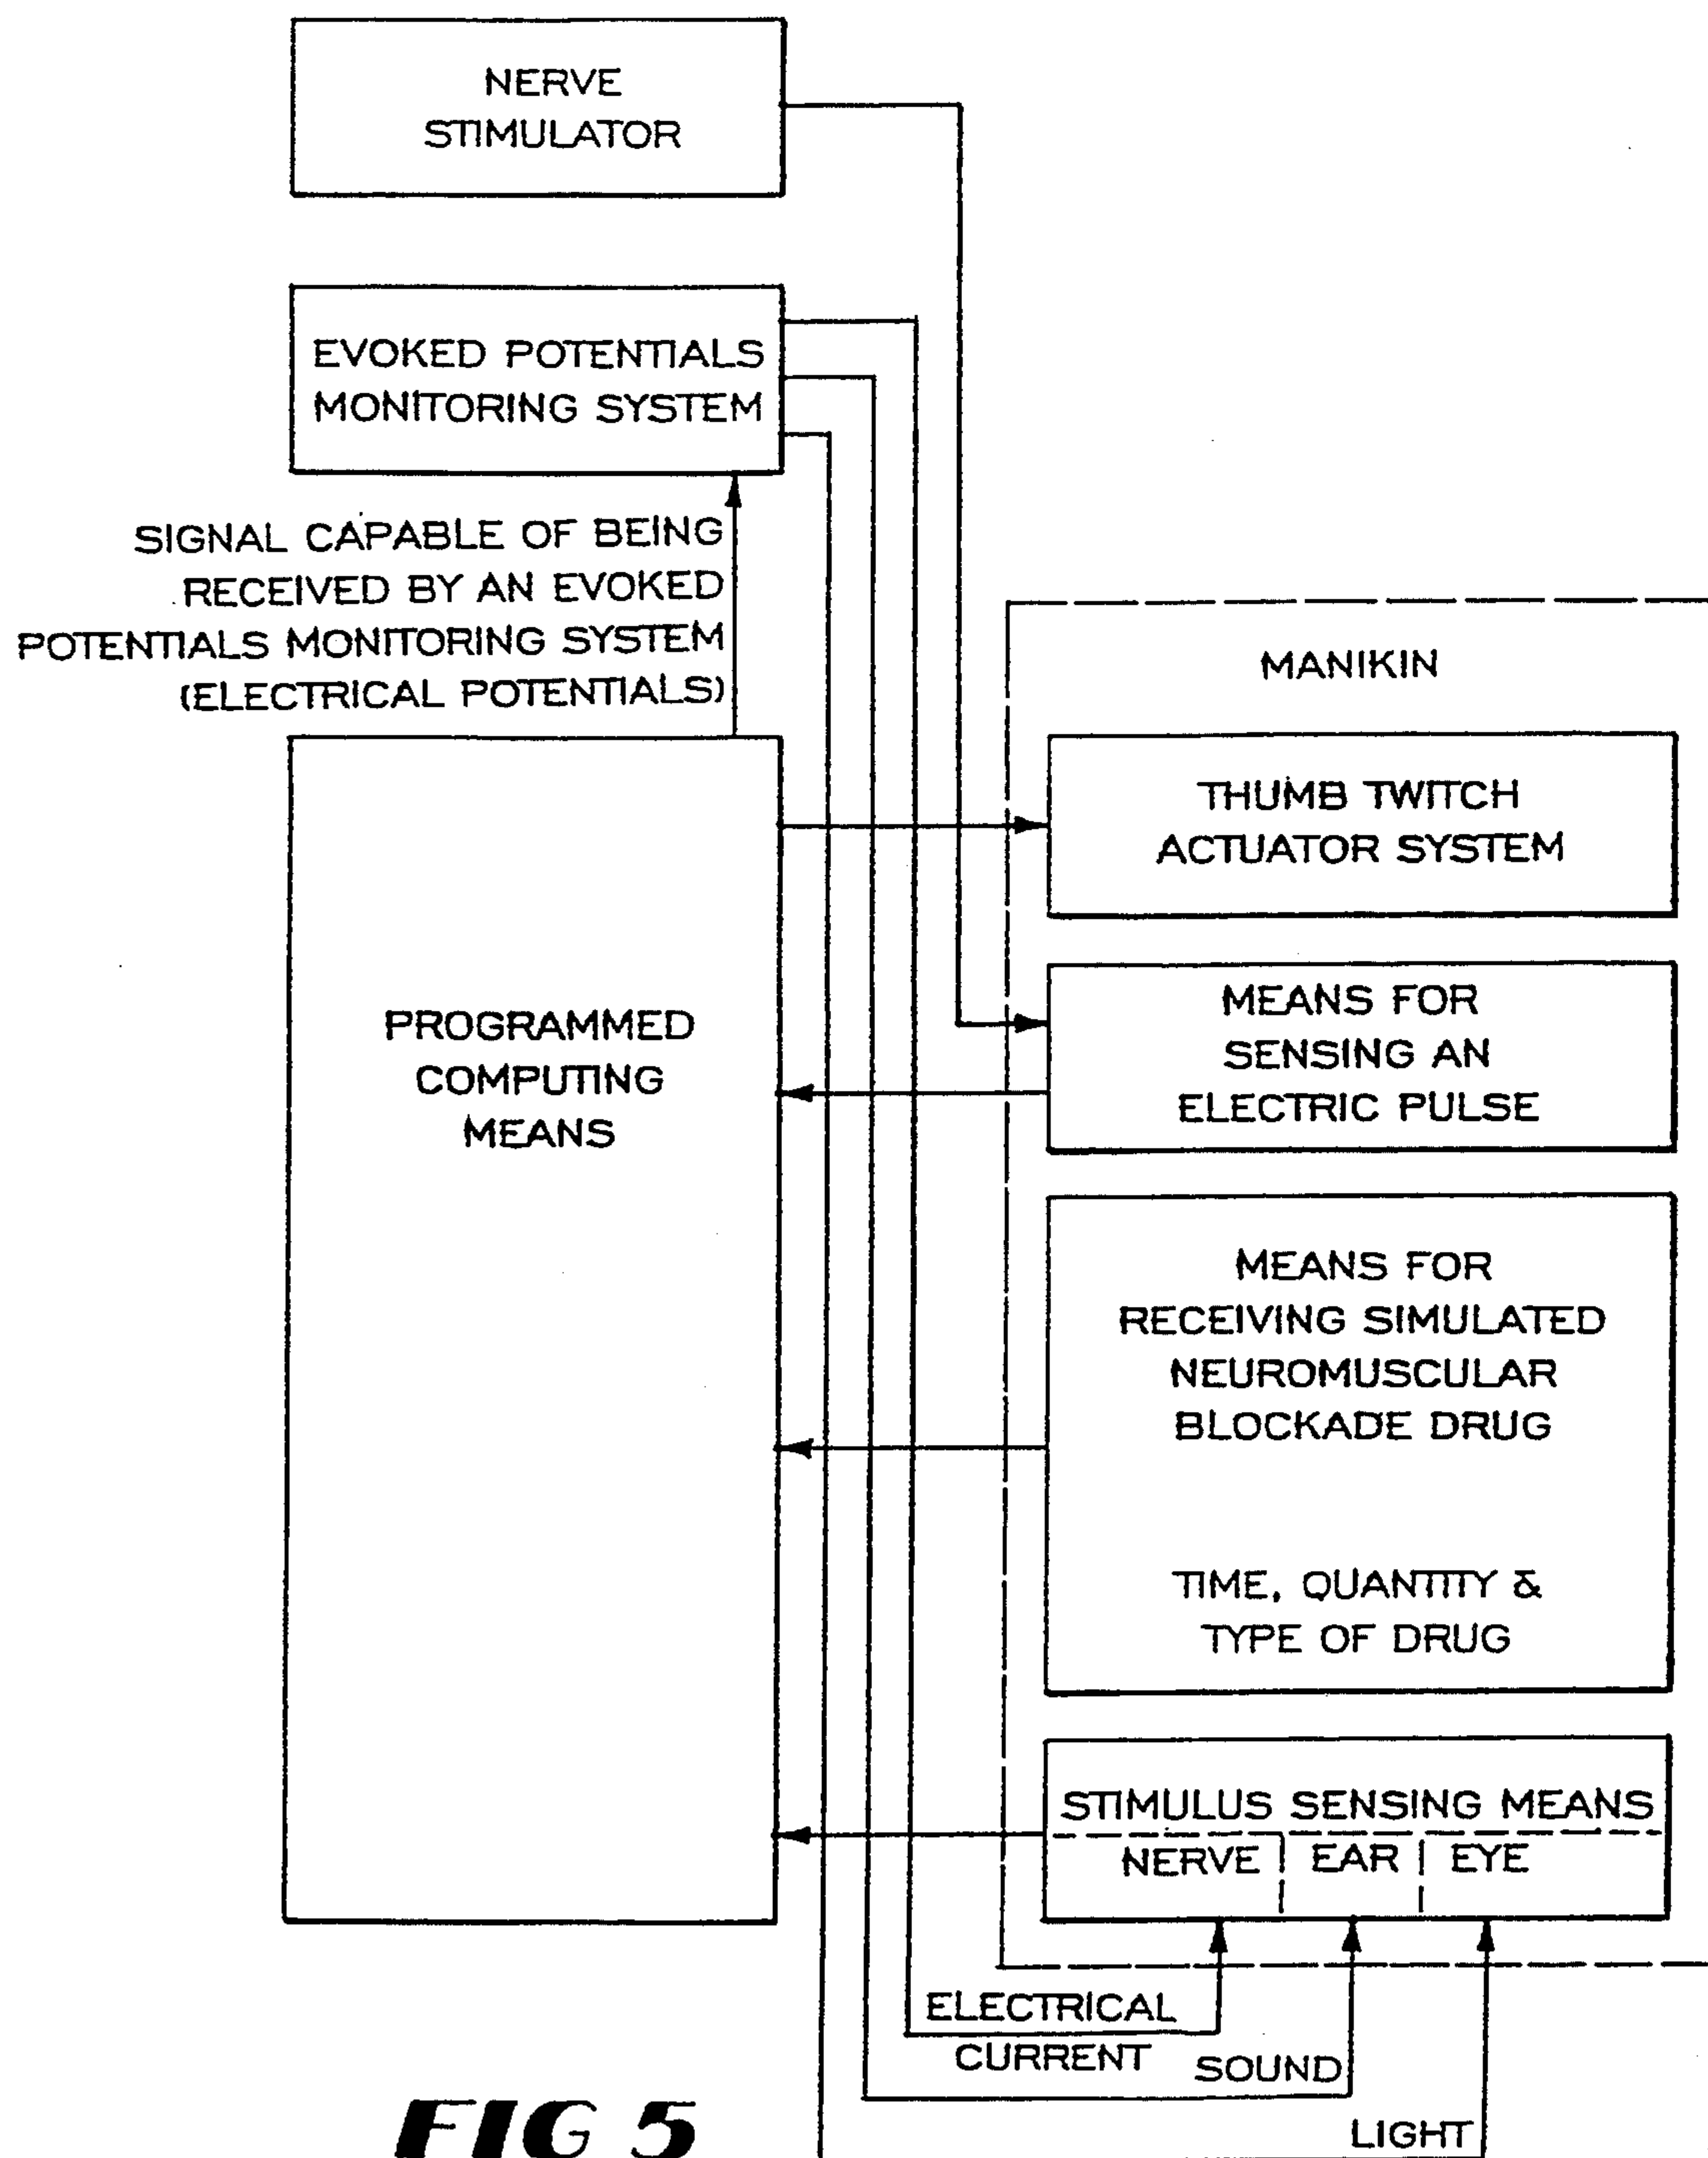 NERVE
STIMULATOR
EVOKED POTENTIALS
MONITORING SYSTEM
SIGNAL CAPABLE OF BEING
RECEIVED BY AN EVOKED
POTENTIALS MONITORING SYSTEM
(ELECTRICAL POTENTIALS)
MANIKIN
THUMB TWITCH
ACTUATOR SYSTEM
PROGRAMMED
COMPUTING
MEANS
MEANS FOR
SENSING AN
ELECTRIC PULSE
MEANS FOR
RECEIVING SIMULATED
NEUROMUSCULAR
BLOCKADE DRUG
TIME, QUANTITY &
TYPE OF DRUG
STIMULUS SENSING MEANS
NERVE EAR EYE
ELECTRICAL
CURRENT
SOUND
LIGHT
FIG 5